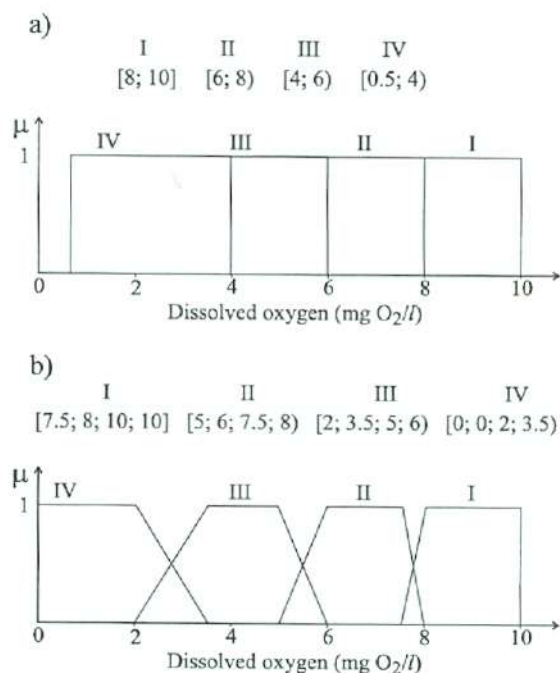 a)
I II III IV
[8; 10] [6; 8) [4; 6) [0.5; 4)
μ
1
IV III II I
0 2 4 6 8 10
Dissolved oxygen (mg O₂/l)
b)
I II III IV
[7.5; 8; 10; 10] [5; 6; 7.5; 8) [2; 3.5; 5; 6) [0; 0; 2; 3.5)
μ
IV III II I
1
0 2 4 6 8 10
Dissolved oxygen (mg O₂/l)